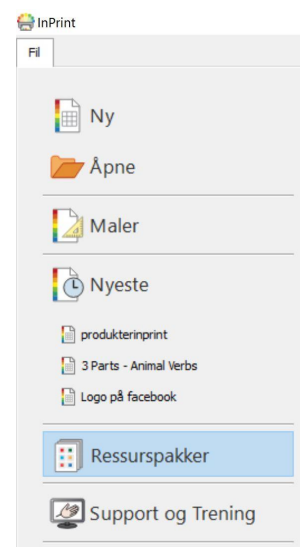 InPrint
Fil
Ny
Åpne
Maler
Nyeste
produkterinprint
3 Parts - Animal Verbs
Logo på facebook
Ressurspakker
Support og Trening